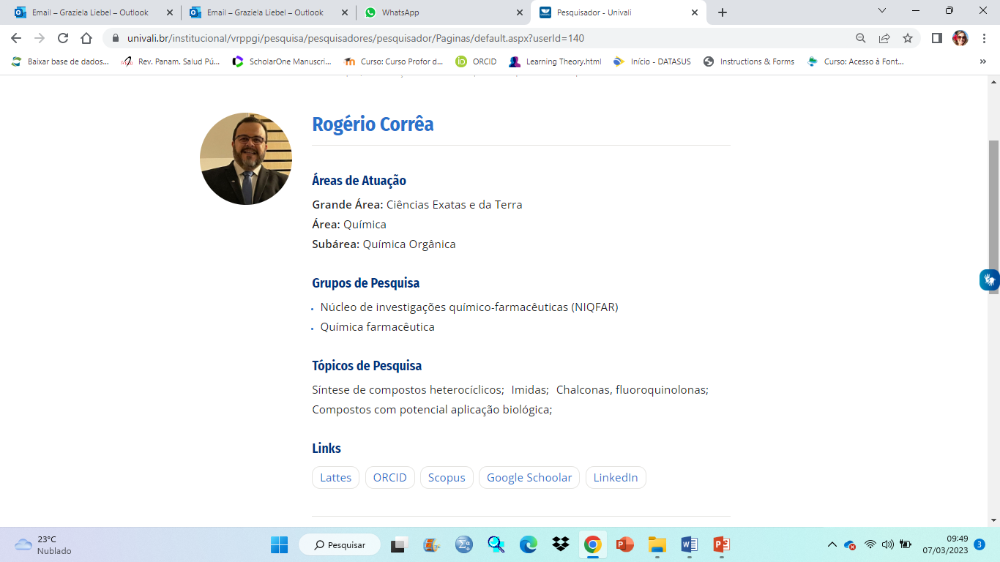 Email – Graziela Liebel – Outlook
Email – Graziela Liebel – Outlook
WhatsApp
Pesquisador - Univali
univali.br/institucional/vrppgi/pesquisa/pesquisadores/pesquisador/Paginas/default.aspx?userId=140
Baixar base de dados...
Rev. Panam. Salud Pú...
ScholarOne Manuscri...
Curso: Curso Profor d...
ORCID
Learning Theory.html
Início - DATASUS
Instructions & Forms
Curso: Acesso à Font...
»
Rogério Corrêa
Áreas de Atuação
Grande Área: Ciências Exatas e da Terra
Área: Química
Subárea: Química Orgânica
Grupos de Pesquisa
Núcleo de investigações químico-farmacêuticas (NIQFAR)
Química farmacêutica
Tópicos de Pesquisa
Síntese de compostos heterocíclicos; Imidas; Chalconas, fluoroquinolonas;
Compostos com potencial aplicação biológica;
Links
Lattes
ORCID
Scopus
Google Schoolar
LinkedIn
23°C
Nublado
Pesquisar
09:49
07/03/2023
3